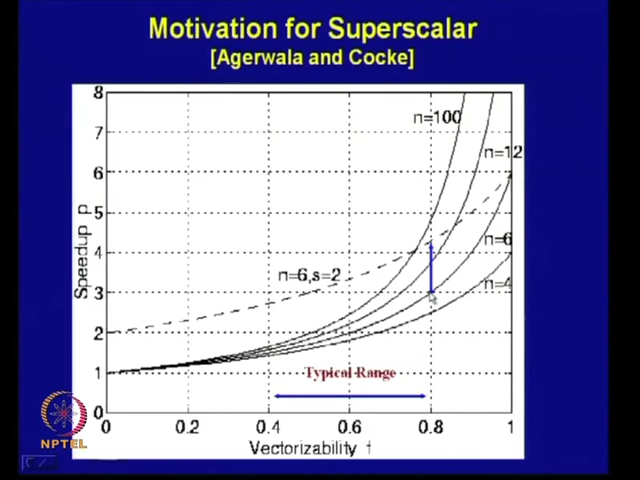 Motivation for Superscalar
[Agerwala and Cocke]
8
7
6
5
4
3
2
1
0
Speedup p
n=100
n=12
n=6
n=4
n=6,s=2
Typical Range
0 0.2 0.4 0.6 0.8 1
Vectorizability f
NPTEL